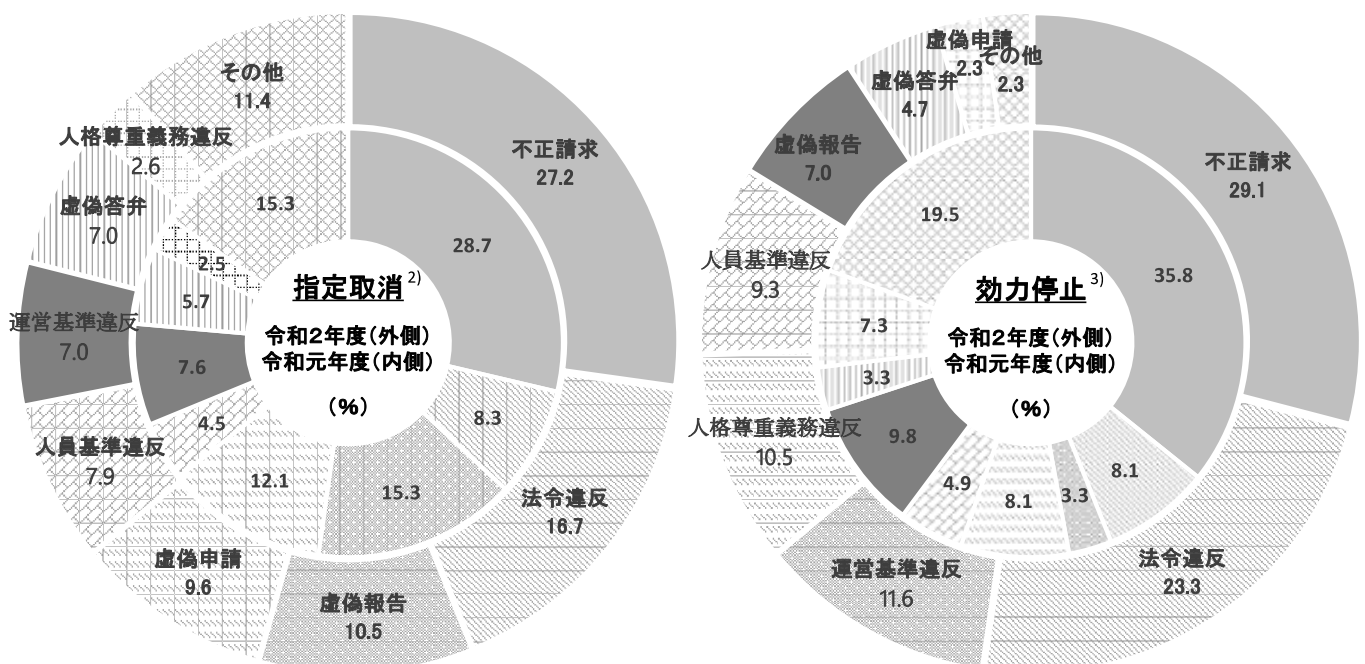 指定取消2)
令和2年度（外側）
令和元年度（内側）
（%）
不正請求
27.2
法令違反
16.7
虚偽報告
10.5
虚偽申請
9.6
人員基準違反
7.9
運営基準違反
7.0
虚偽答弁
7.0
人格尊重義務違反
2.6
その他
11.4
28.7
8.3
15.3
12.1
4.5
7.6
5.7
2.5
15.3
効力停止3)
令和2年度（外側）
令和元年度（内側）
（%）
不正請求
29.1
法令違反
23.3
運営基準違反
11.6
人格尊重義務違反
10.5
人員基準違反
9.3
虚偽報告
7.0
虚偽答弁
4.7
虚偽申請
2.3
その他
2.3
35.8
8.1
3.3
8.1
4.9
9.8
3.3
7.3
19.5